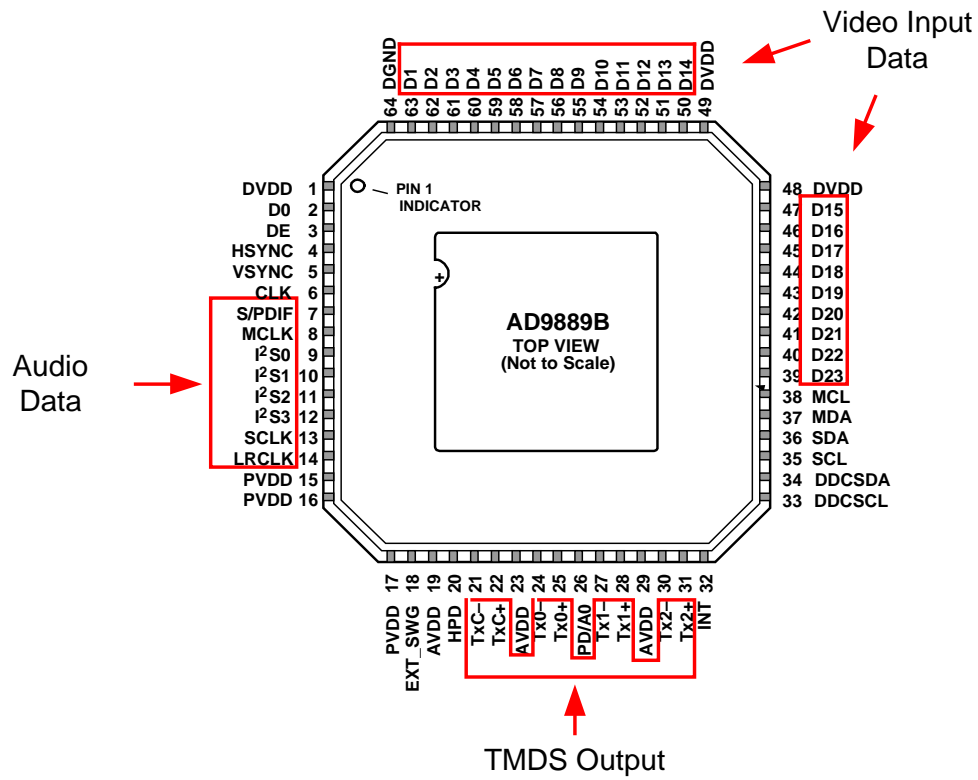 Video Input
Data
DGND
D1
D2
D3
D4
D5
D6
D7
D8
D9
D10
D11
D12
D13
D14
DVDD
64
63
62
61
60
59
58
57
56
55
54
53
52
51
50
49
PIN 1
INDICATOR
DVDD 1
D0 2
DE 3
HSYNC 4
VSYNC 5
CLK 6
S/PDIF 7
MCLK 8
I²S0 9
I²S1 10
I²S2 11
I²S3 12
SCLK 13
LRCLK 14
PVDD 15
PVDD 16
Audio
Data
AD9889B
TOP VIEW
(Not to Scale)
48 DVDD
47 D15
46 D16
45 D17
44 D18
43 D19
42 D20
41 D21
40 D22
39 D23
38 MCL
37 MDA
36 SDA
35 SCL
34 DDCSDA
33 DDCSCL
PVDD 17
EXT_SWG 18
AVDD 19
HPD 20
TxC– 21
TxC+ 22
AVDD 23
Tx0– 24
Tx0+ 25
PD/A0 26
Tx1– 27
Tx1+ 28
AVDD 29
Tx2– 30
Tx2+ 31
INT 32
TMDS Output